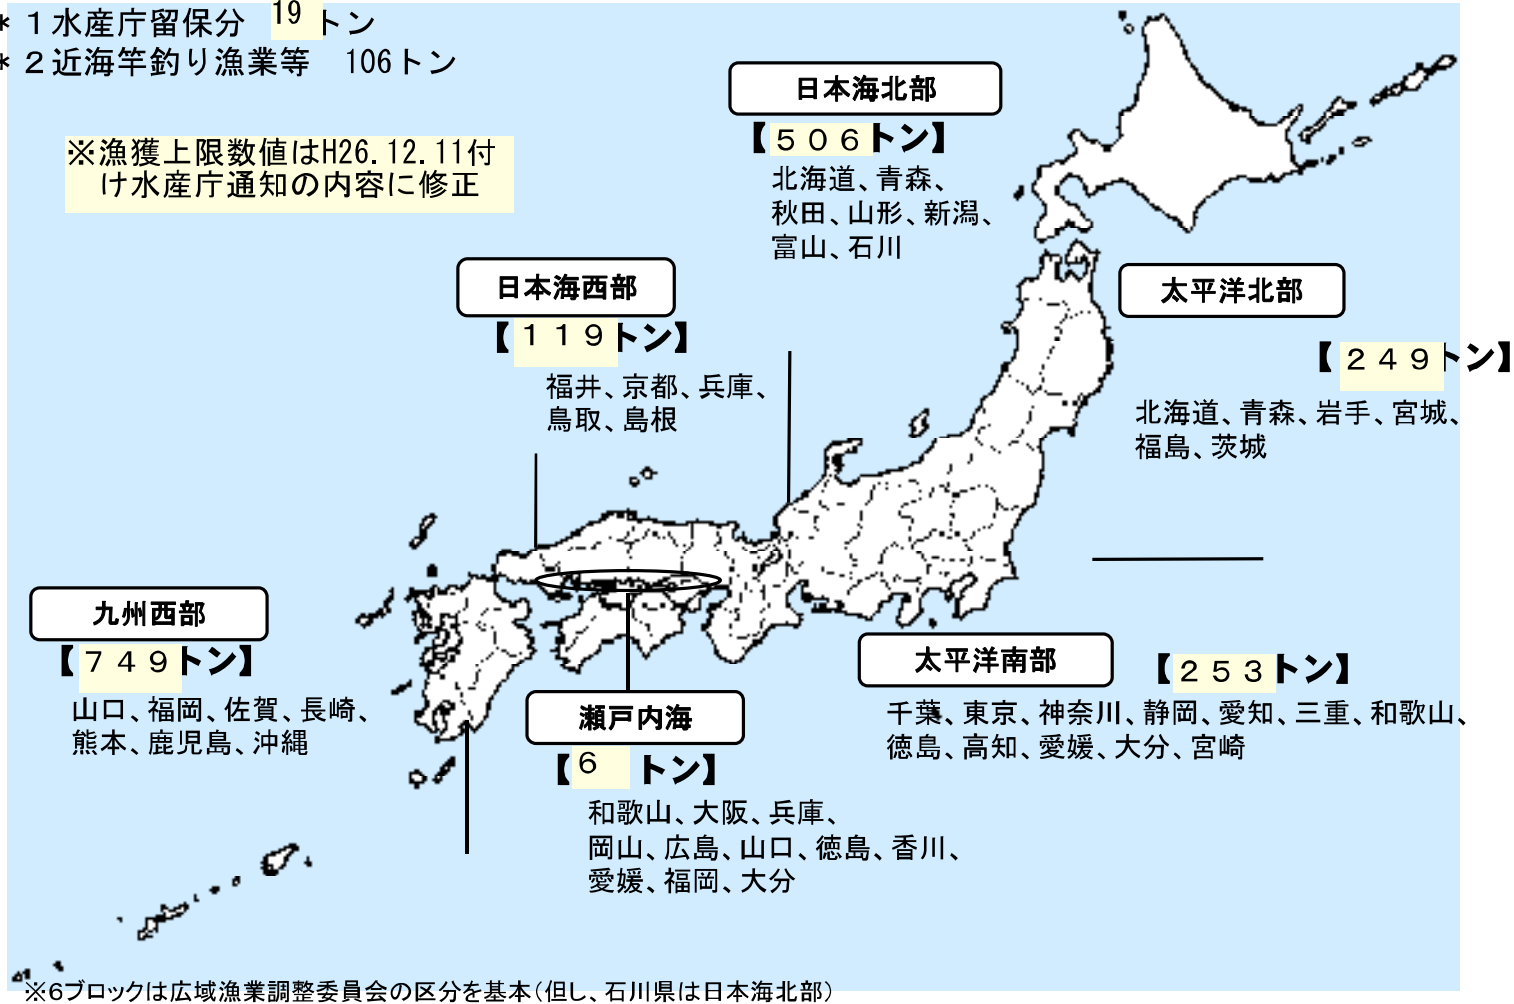 *１水産庁留保分 19トン
*２近海竿釣り漁業等 106トン
※漁獲上限数値はH26.12.11付
け水産庁通知の内容に修正
日本海北部
【５０６トン】
北海道、青森、
秋田、山形、新潟、
富山、石川
日本海西部
【１１９トン】
福井、京都、兵庫、
鳥取、島根
太平洋北部
【２４９トン】
北海道、青森、岩手、宮城、
福島、茨城
九州西部
【７４９トン】
山口、福岡、佐賀、長崎、
熊本、鹿児島、沖縄
瀬戸内海
【６ トン】
和歌山、大阪、兵庫、
岡山、広島、山口、徳島、香川、
愛媛、福岡、大分
太平洋南部
【２５３トン】
千葉、東京、神奈川、静岡、愛知、三重、和歌山、
徳島、高知、愛媛、大分、宮崎
※6ブロックは広域漁業調整委員会の区分を基本（但し、石川県は日本海北部）